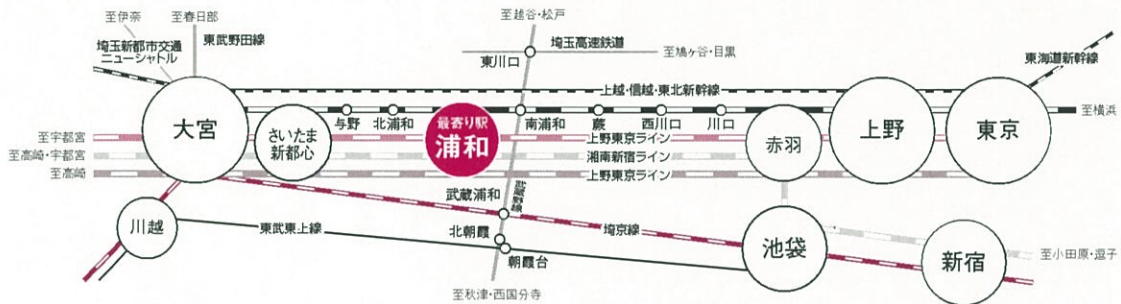 至伊奈
至春日部
至越谷・松戸
埼玉新都市交通
ニューシャトル
東武野田線
埼玉高速鉄道
東川口
至鳩ヶ谷・目黒
東海道新幹線
上越・信越・東北新幹線
大宮
さいたま
新都心
与野
北浦和
最寄り駅
浦和
南浦和
蕨
西川口
川口
赤羽
上野
東京
至横浜
至宇都宮
上野東京ライン
至高崎・宇都宮
湘南新宿ライン
至高崎
上野東京ライン
武蔵浦和
武蔵野線
川越
東武東上線
北朝霞
朝霞台
埼京線
池袋
新宿
至小田原・逗子
至秋津・西国分寺